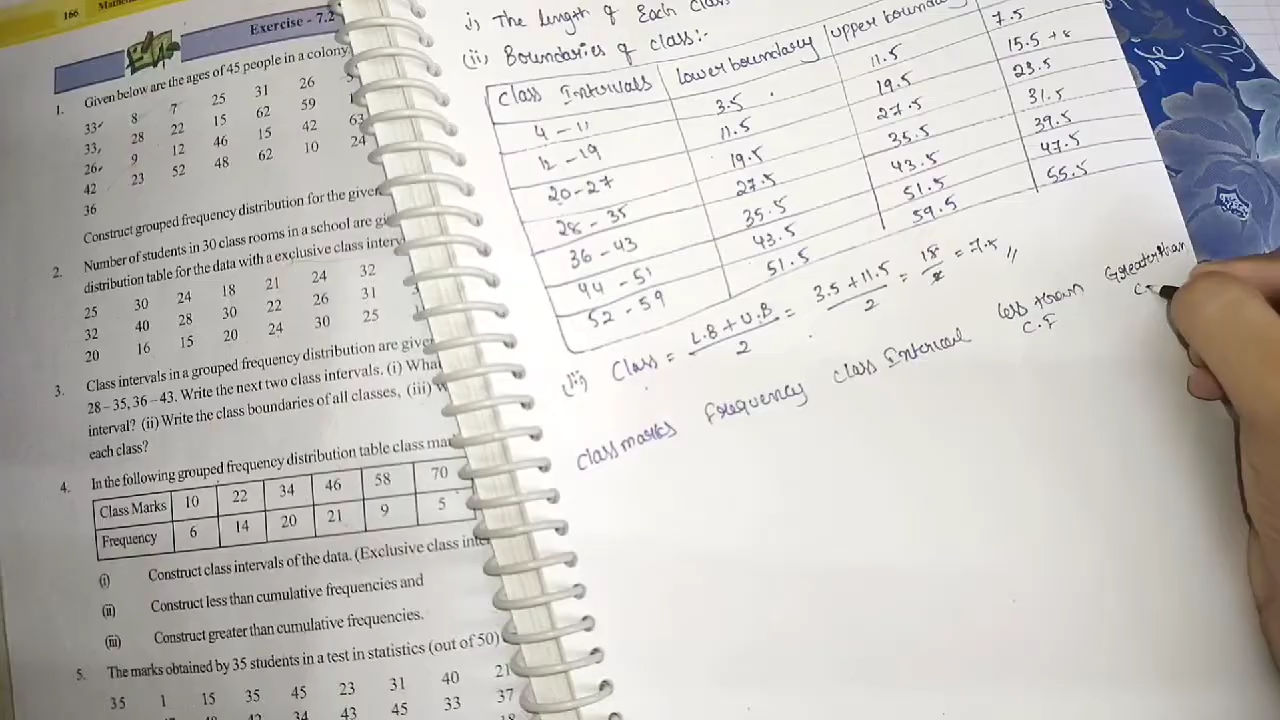 166
Exercise - 7.2
1. Given below are the ages of 45 people in a colony
33 8 7 25 31 26
33, 28 22 15 62 59
26 9 12 46 15 42 63
42 23 52 48 62 10 24
36
Construct grouped frequency distribution for the given
2. Number of students in 30 class rooms in a school are
distribution table for the data with a exclusive class
25 30 24 18 21 24 32
32 40 28 30 22 26 31
20 16 15 20 24 30 25
3. Class intervals in a grouped frequency distribution are
28 – 35, 36 – 43. Write the next two class intervals. (i)
interval? (ii) Write the class boundaries of all classes, (iii)
each class?
4. In the following grouped frequency distribution table class
Class Marks 10 22 34 46 58 70
Frequency 6 14 20 21 9 5
(i) Construct class intervals of the data. (Exclusive class
(ii) Construct less than cumulative frequencies and
(iii) Construct greater than cumulative frequencies.
5. The marks obtained by 35 students in a test in statistics (out of 50)
35 1 15 35 45 23 31 40 21
34 43 45 33 37
i) The length of Each
(ii) Boundaries of class:-
Class Intervals lower boundary upper boundary
4 - 11 3.5 11.5 7.5
12 - 19 11.5 19.5 15.5 + 8
20 - 27 19.5 27.5 23.5
28 - 35 27.5 35.5 31.5
36 - 43 35.5 43.5 39.5
44 - 51 43.5 51.5 47.5
52 - 59 51.5 59.5 55.5
Class = L.B + U.B / 2 = 3.5 + 11.5 / 2 = 18 / 2 = 7.5 //
Class marks frequency class Interval less than C.F Greater than C